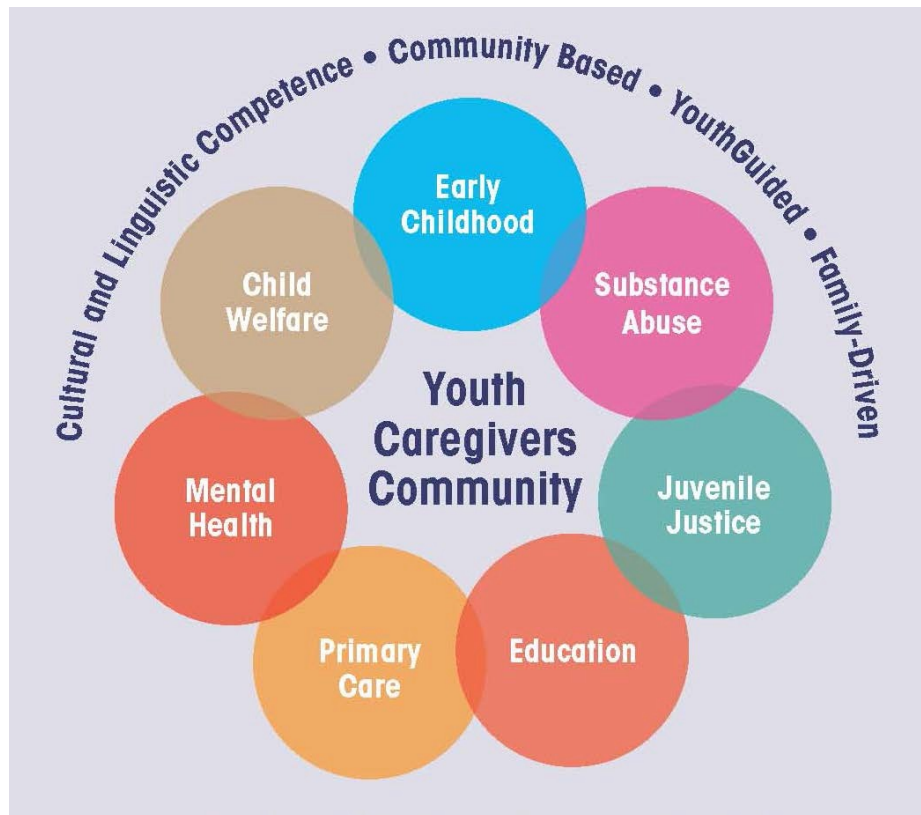 Cultural and Linguistic Competence • Community Based • YouthGuided • Family-Driven
Early
Childhood
Child
Welfare
Substance
Abuse
Youth
Caregivers
Community
Mental
Health
Juvenile
Justice
Primary
Care
Education